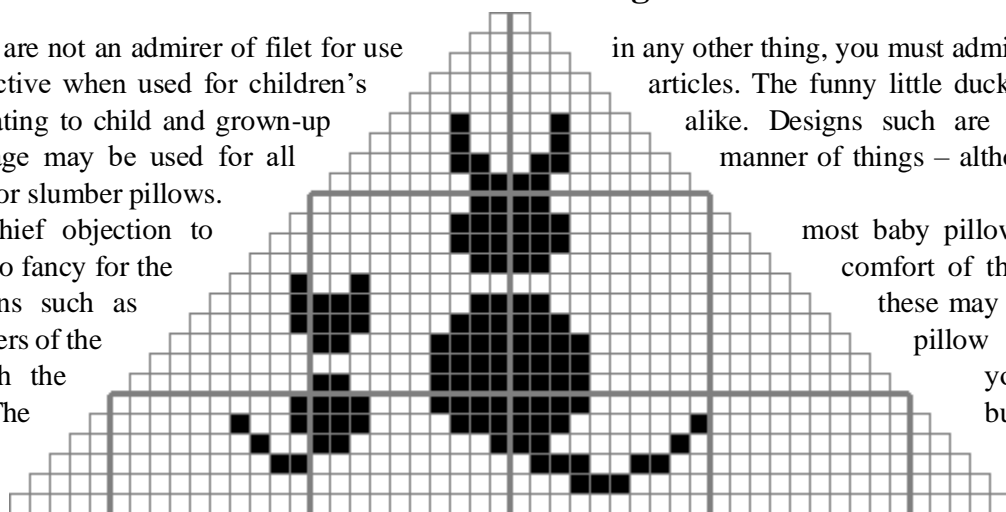 are not an admirer of filet for use in any other thing, you must admi
ctive when used for children’s articles. The funny little duck
ating to child and grown-up alike. Designs such are
age may be used for all manner of things – altho
or slumber pillows.
hief objection to most baby pillow
o fancy for the comfort of th
ns such as these may
ers of the pillow
h the yo
The bu